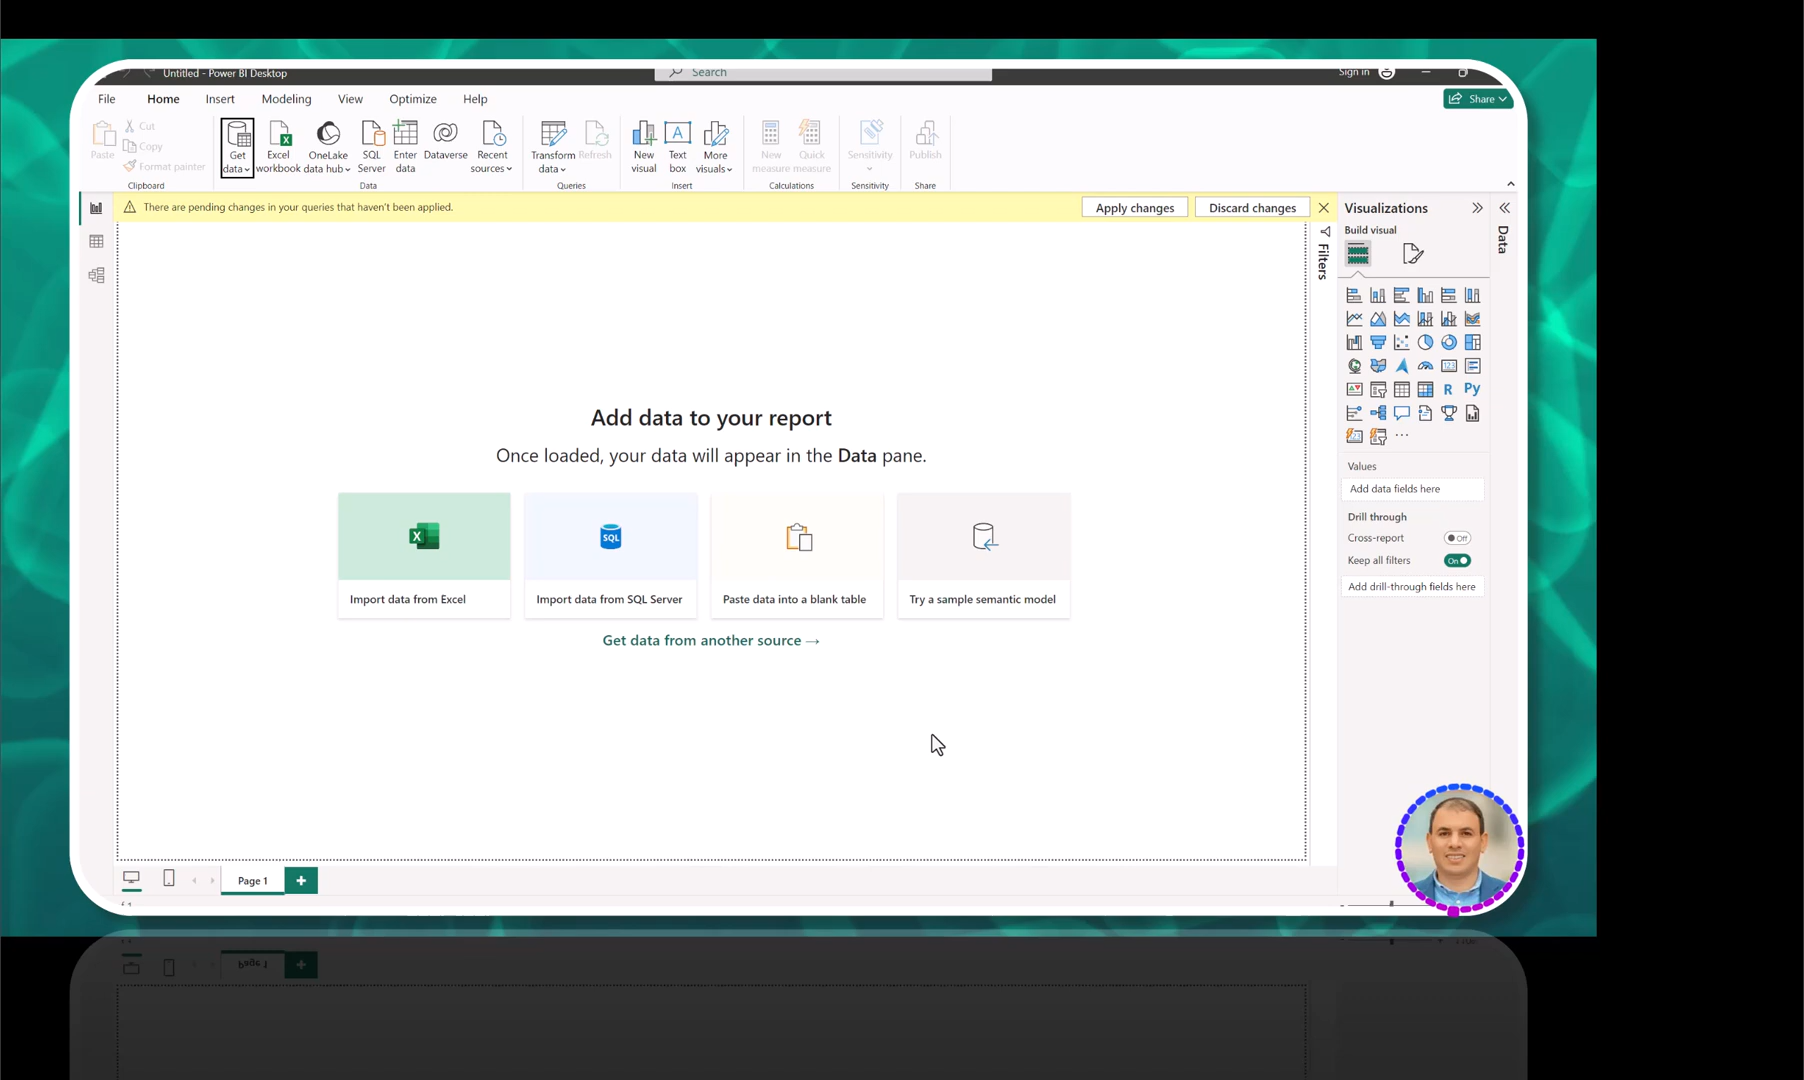 Untitled - Power BI Desktop
Search
Sign in
File Home Insert Modeling View Optimize Help
Share
Paste
Cut
Copy
Format painter
Clipboard
Get data
Excel workbook
OneLake data hub
SQL Server
Enter data
Dataverse
Recent sources
Data
Transform data
Refresh
Queries
New visual
Text box
More visuals
Insert
New measure
Quick measure
Calculations
Sensitivity
Sensitivity
Publish
Share
There are pending changes in your queries that haven't been applied.
Apply changes
Discard changes
Filters
Visualizations
Data
Build visual
123
R
Py
Values
Add data fields here
Drill through
Cross-report
Off
Keep all filters
On
Add drill-through fields here
Add data to your report
Once loaded, your data will appear in the Data pane.
X
SQL
Import data from Excel
Import data from SQL Server
Paste data into a blank table
Try a sample semantic model
Get data from another source →
Page 1
Page 1